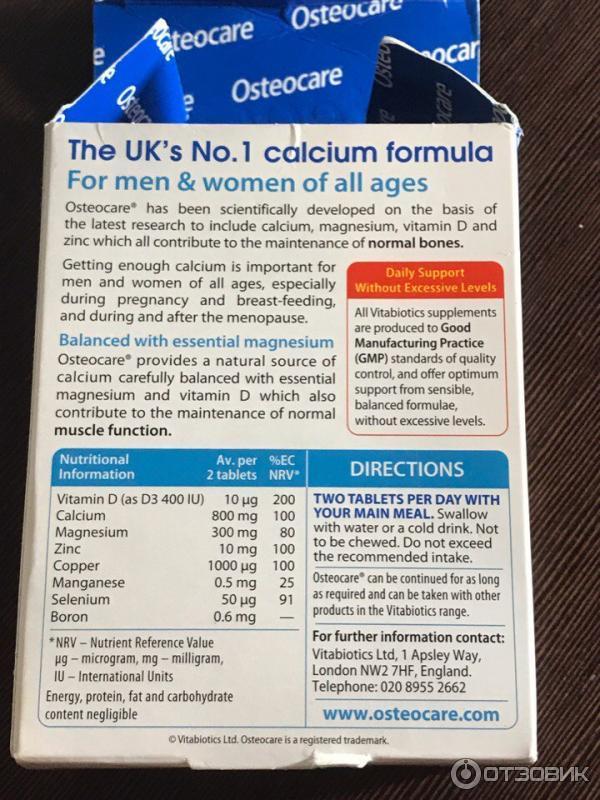 Osteocare
steocare
Osteocare
Osteocare
ocar
Osteocare
The UK's No.1 calcium formula
For men & women of all ages
Osteocare® has been scientifically developed on the basis of
the latest research to include calcium, magnesium, vitamin D and
zinc which all contribute to the maintenance of normal bones.
Getting enough calcium is important for
men and women of all ages, especially
during pregnancy and breast-feeding,
and during and after the menopause.
Balanced with essential magnesium
Osteocare® provides a natural source of
calcium carefully balanced with essential
magnesium and vitamin D which also
contribute to the maintenance of normal
muscle function.
Daily Support
Without Excessive Levels
All Vitabiotics supplements
are produced to Good
Manufacturing Practice
(GMP) standards of quality
control, and offer optimum
support from sensible,
balanced formulae,
without excessive levels.
Nutritional Av. per %EC
Information 2 tablets NRV*
Vitamin D (as D3 400 IU) 10 µg 200
Calcium 800 mg 100
Magnesium 300 mg 80
Zinc 10 mg 100
Copper 1000 µg 100
Manganese 0.5 mg 25
Selenium 50 µg 91
Boron 0.6 mg —
*NRV – Nutrient Reference Value
µg – microgram, mg – milligram,
IU – International Units
Energy, protein, fat and carbohydrate
content negligible
DIRECTIONS
TWO TABLETS PER DAY WITH
YOUR MAIN MEAL. Swallow
with water or a cold drink. Not
to be chewed. Do not exceed
the recommended intake.
Osteocare® can be continued for as long
as required and can be taken with other
products in the Vitabiotics range.
For further information contact:
Vitabiotics Ltd, 1 Apsley Way,
London NW2 7HF, England.
Telephone: 020 8955 2662
www.osteocare.com
© Vitabiotics Ltd. Osteocare is a registered trademark.
ОТЗОВИК